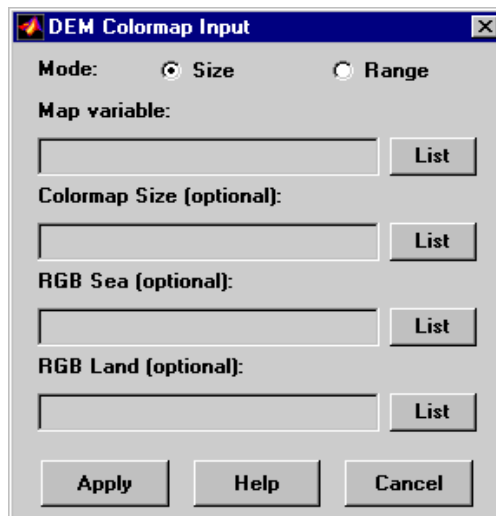 DEM Colormap Input
Mode: Size Range
Map variable:
List
Colormap Size (optional):
List
RGB Sea (optional):
List
RGB Land (optional):
List
Apply Help Cancel